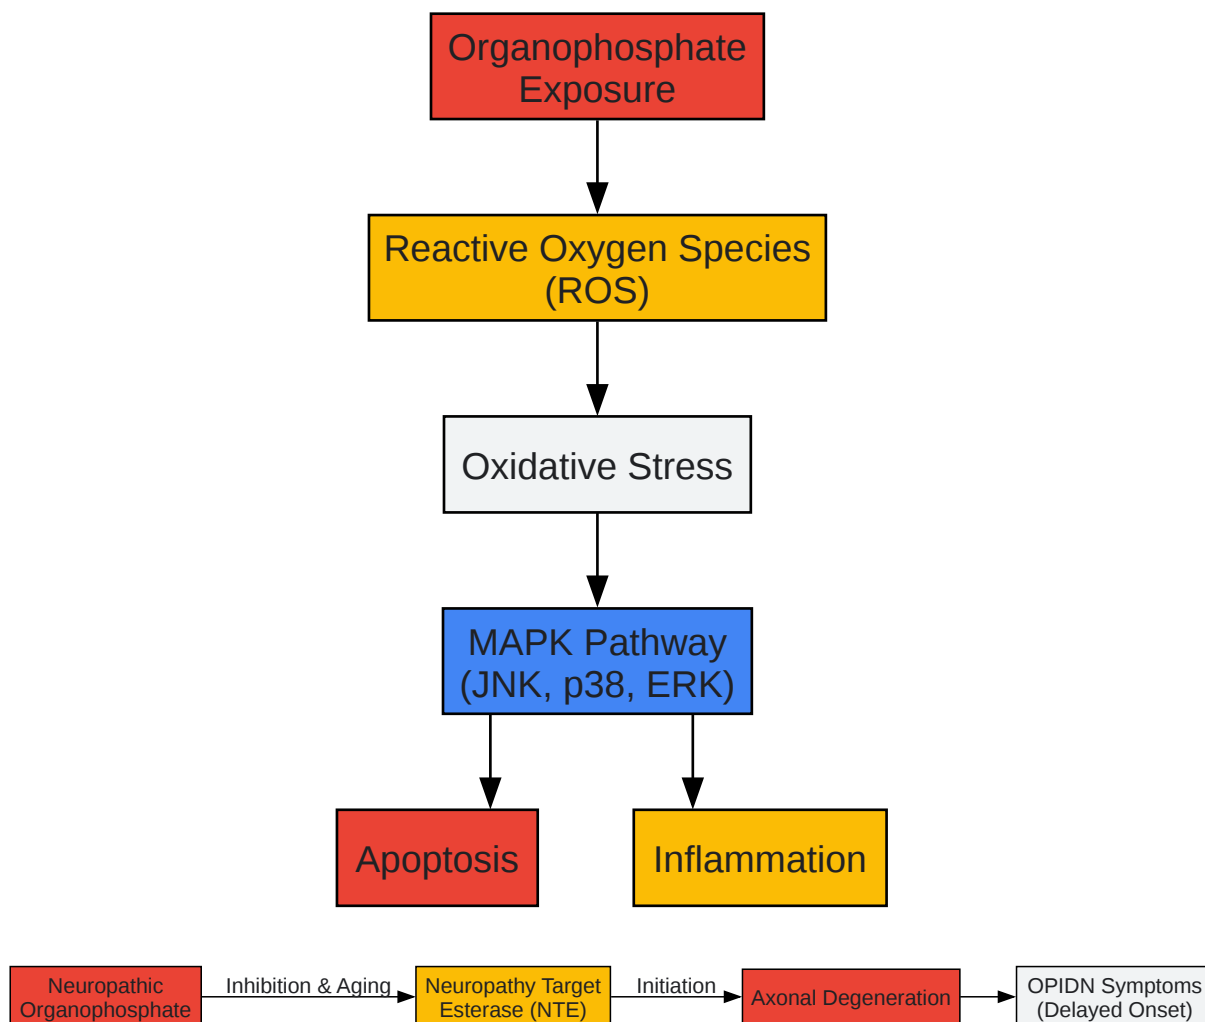 Organophosphate
Exposure
Reactive Oxygen Species
(ROS)
Oxidative Stress
MAPK Pathway
(JNK, p38, ERK)
Apoptosis
Inflammation
Neuropathic
Organophosphate
Inhibition & Aging
Neuropathy Target
Esterase (NTE)
Initiation
Axonal Degeneration
OPIDN Symptoms
(Delayed Onset)